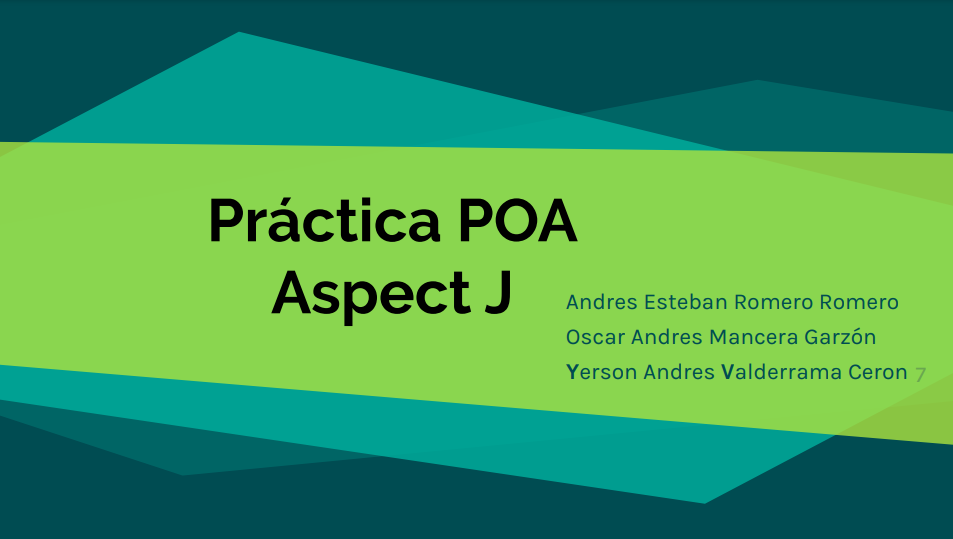 Práctica POA
Aspect J
Andres Esteban Romero Romero
Oscar Andres Mancera Garzón
Yerson Andres Valderrama Ceron
7